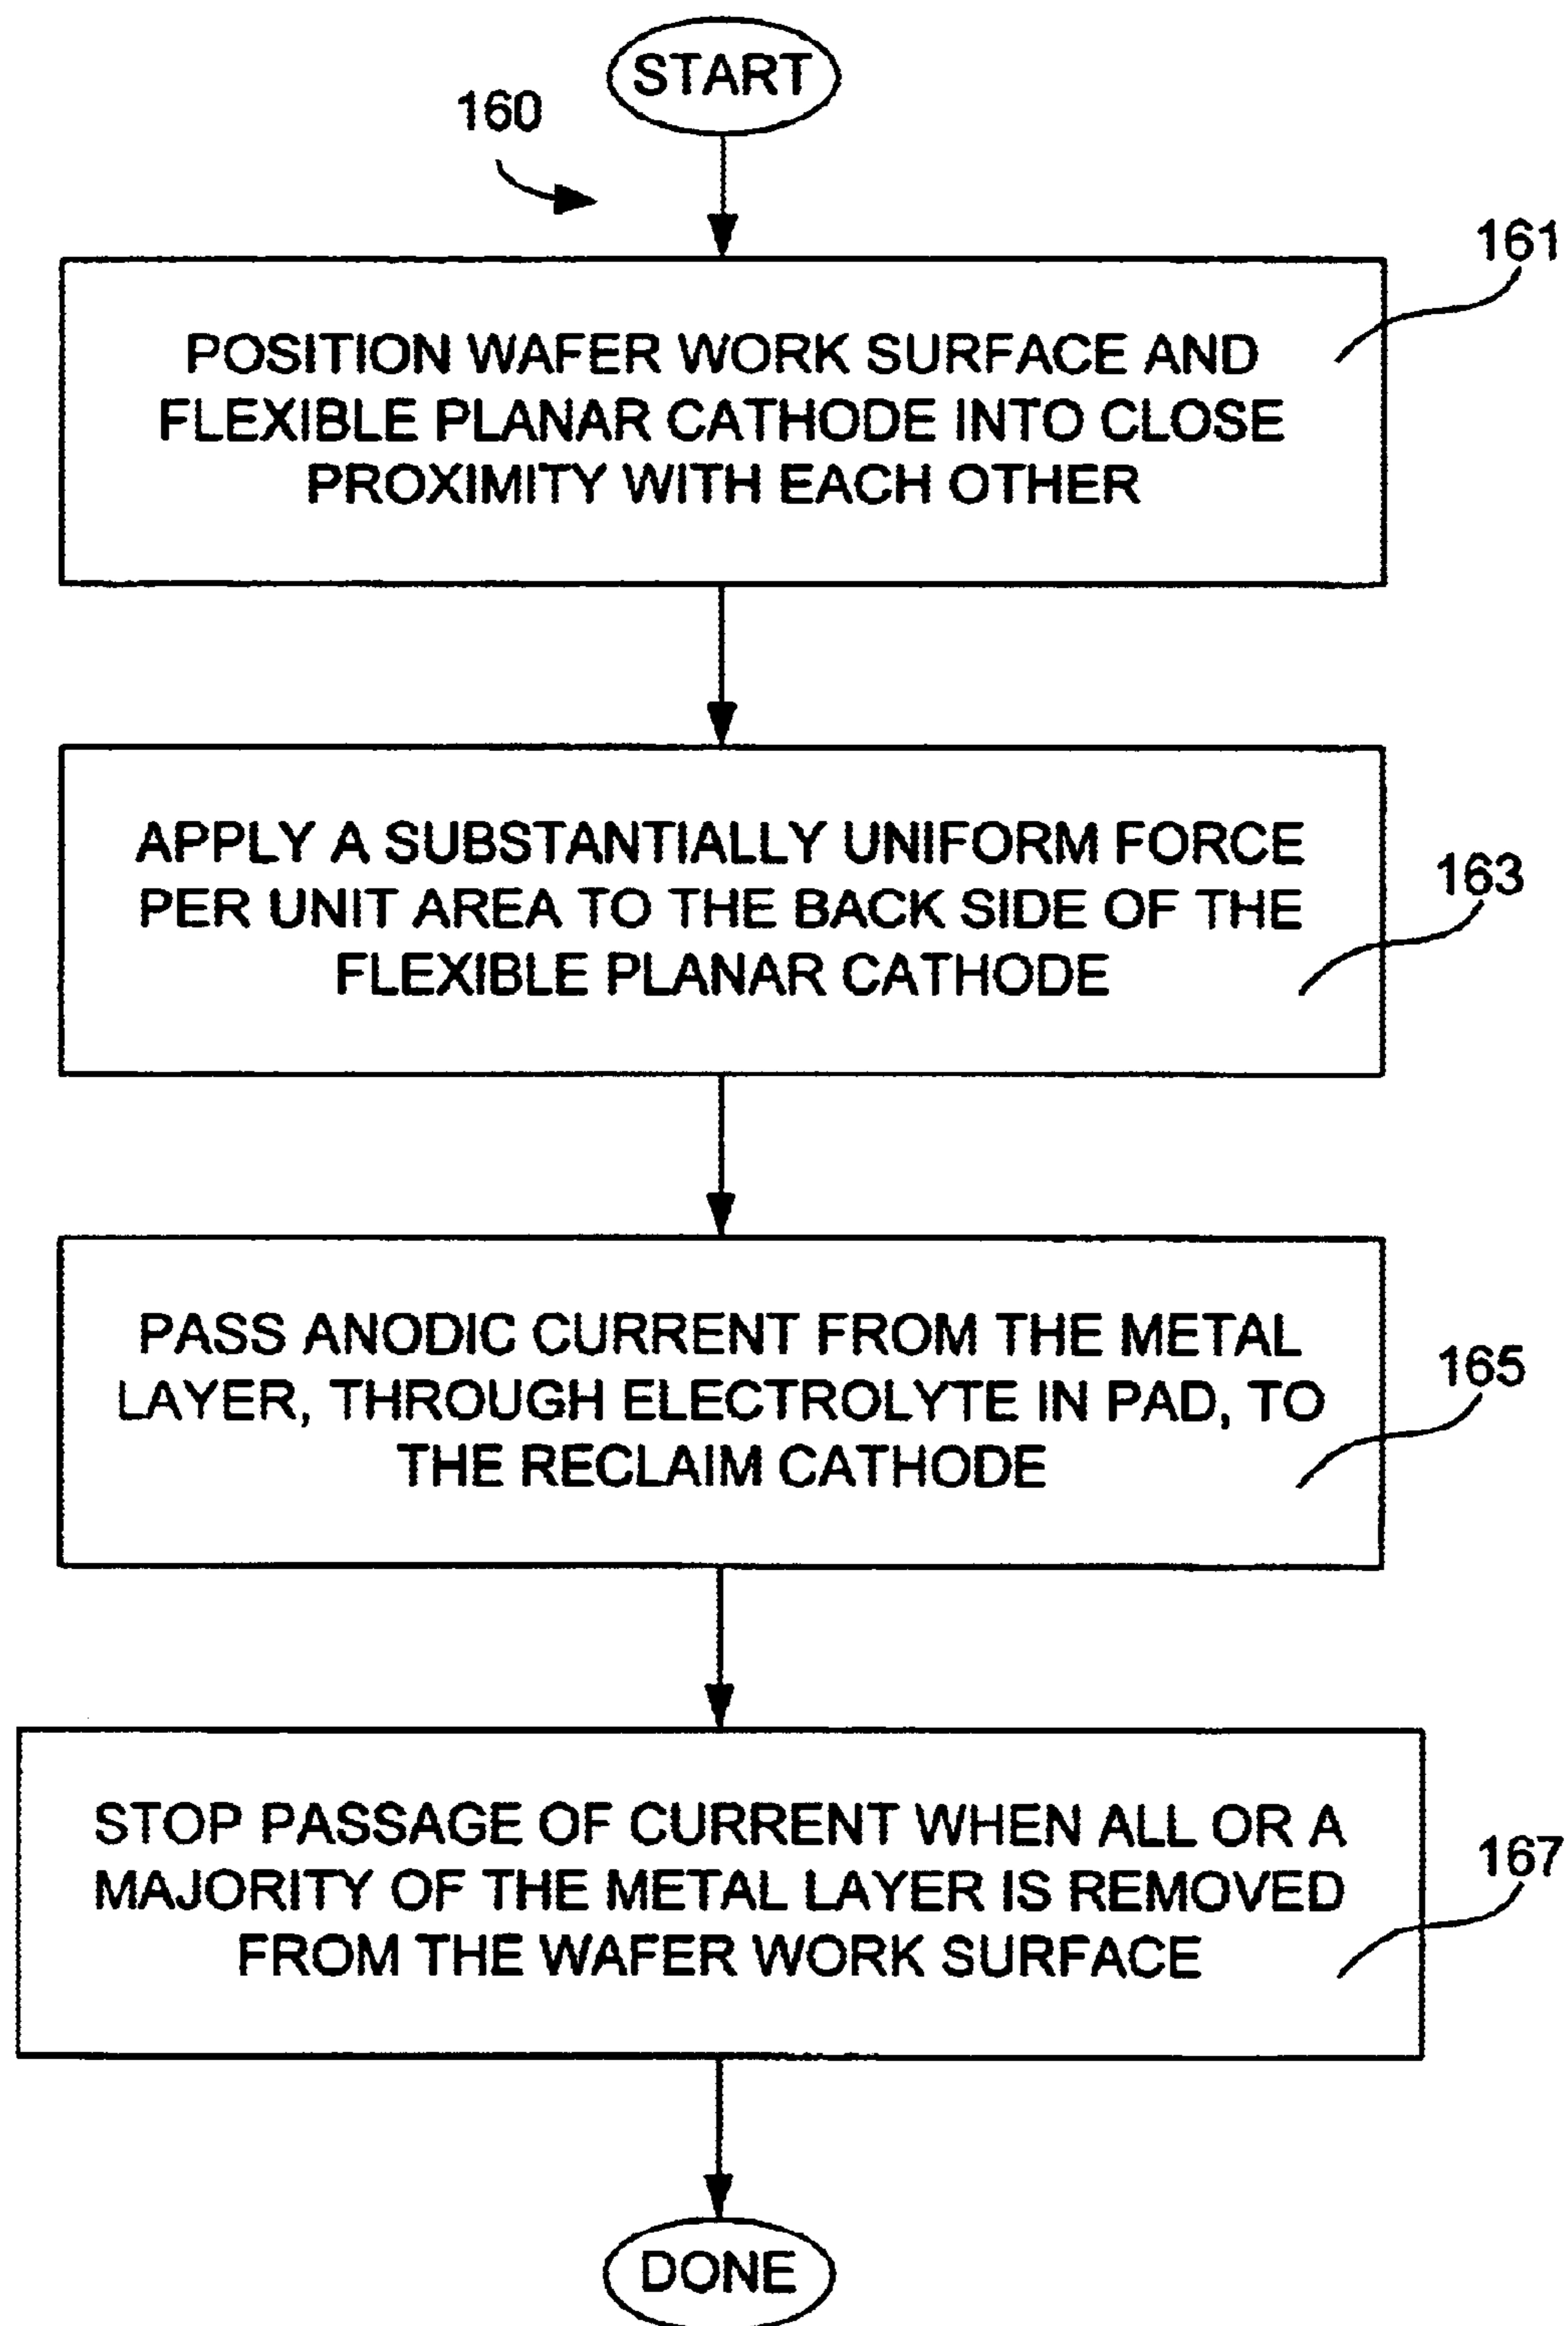 START
160
161
POSITION WAFER WORK SURFACE AND
FLEXIBLE PLANAR CATHODE INTO CLOSE
PROXIMITY WITH EACH OTHER
APPLY A SUBSTANTIALLY UNIFORM FORCE
PER UNIT AREA TO THE BACK SIDE OF THE
FLEXIBLE PLANAR CATHODE
163
PASS ANODIC CURRENT FROM THE METAL
LAYER, THROUGH ELECTROLYTE IN PAD, TO
THE RECLAIM CATHODE
165
STOP PASSAGE OF CURRENT WHEN ALL OR A
MAJORITY OF THE METAL LAYER IS REMOVED
FROM THE WAFER WORK SURFACE
167
DONE